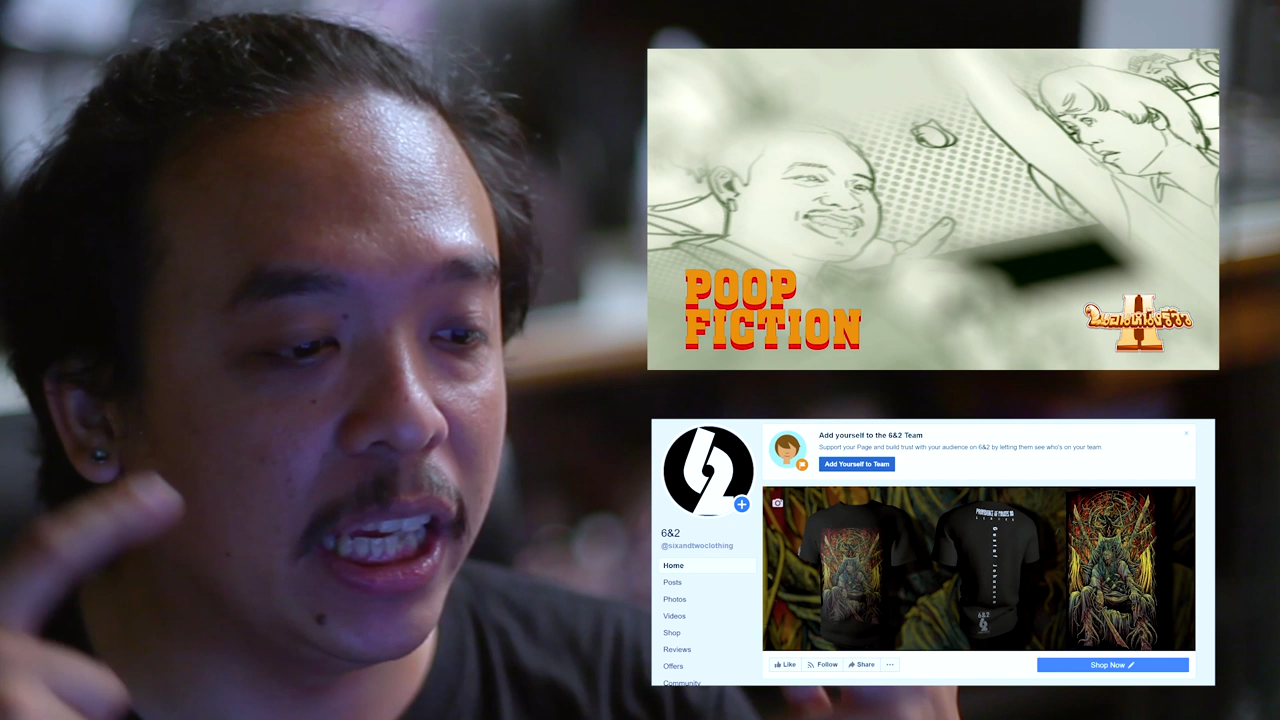 POOP
FICTION
6&2
@sixandtwoclothing
Home
Posts
Photos
Videos
Shop
Reviews
Offers
Community
Add yourself to the 6&2 Team
Support your Page and build trust with your audience on 6&2 by letting them see who's on your team.
Add Yourself to Team
Like
Follow
Share
Shop Now